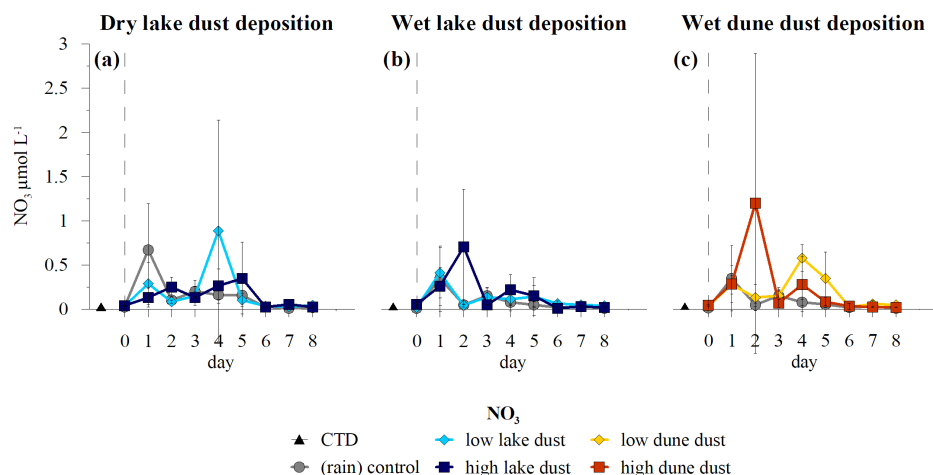 Dry lake dust deposition Wet lake dust deposition Wet dune dust deposition
3 (a) (b) (c)
2.5
2
NO3 µmol L-1
1.5
1
0.5
0
0 1 2 3 4 5 6 7 8 0 1 2 3 4 5 6 7 8 0 1 2 3 4 5 6 7 8
day day day
NO3
CTD low lake dust low dune dust
(rain) control high lake dust high dune dust